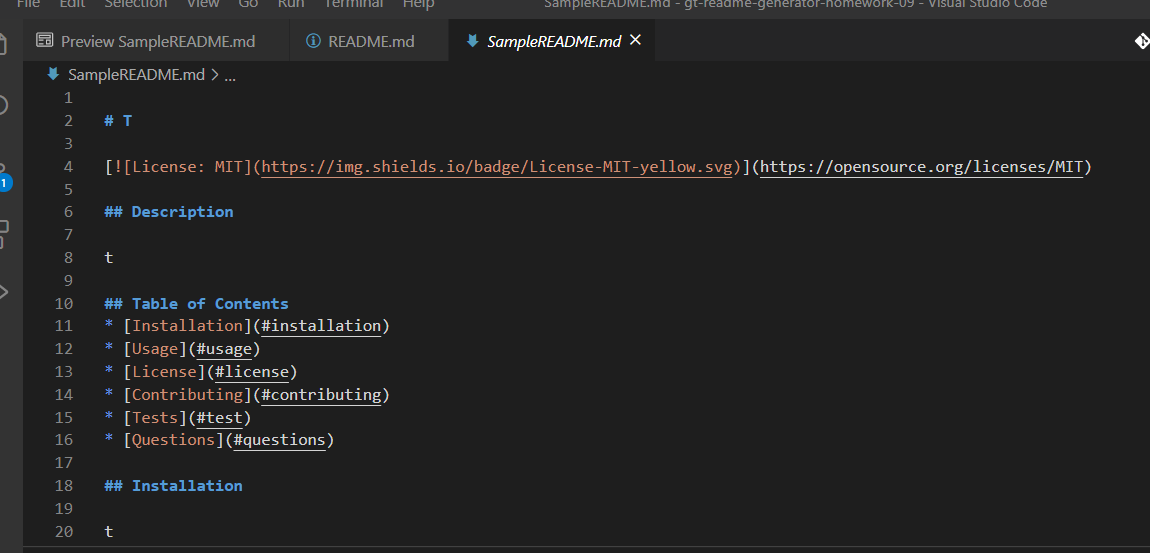 File Edit Selection View Go Run Terminal Help SampleREADME.md - gt-readme-generator-homework-09 - Visual Studio Code
Preview SampleREADME.md README.md SampleREADME.md
SampleREADME.md > ...
1
1
2 # T
3
4 [![License: MIT](https://img.shields.io/badge/License-MIT-yellow.svg)](https://opensource.org/licenses/MIT)
5
6 ## Description
7
8 t
9
10 ## Table of Contents
11 * [Installation](#installation)
12 * [Usage](#usage)
13 * [License](#license)
14 * [Contributing](#contributing)
15 * [Tests](#test)
16 * [Questions](#questions)
17
18 ## Installation
19
20 t